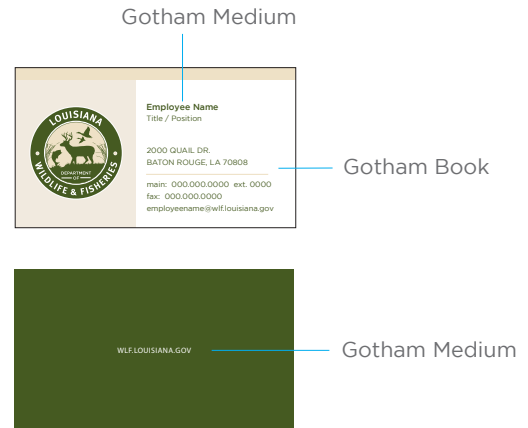 Gotham Medium
LOUISIANA
DEPARTMENT
OF
WILDLIFE & FISHERIES
Employee Name
Title / Position
2000 QUAIL DR.
BATON ROUGE, LA 70808
Gotham Book
main: 000.000.0000 ext. 0000
fax: 000.000.0000
employeename@wlf.louisiana.gov
WLF.LOUISIANA.GOV
Gotham Medium